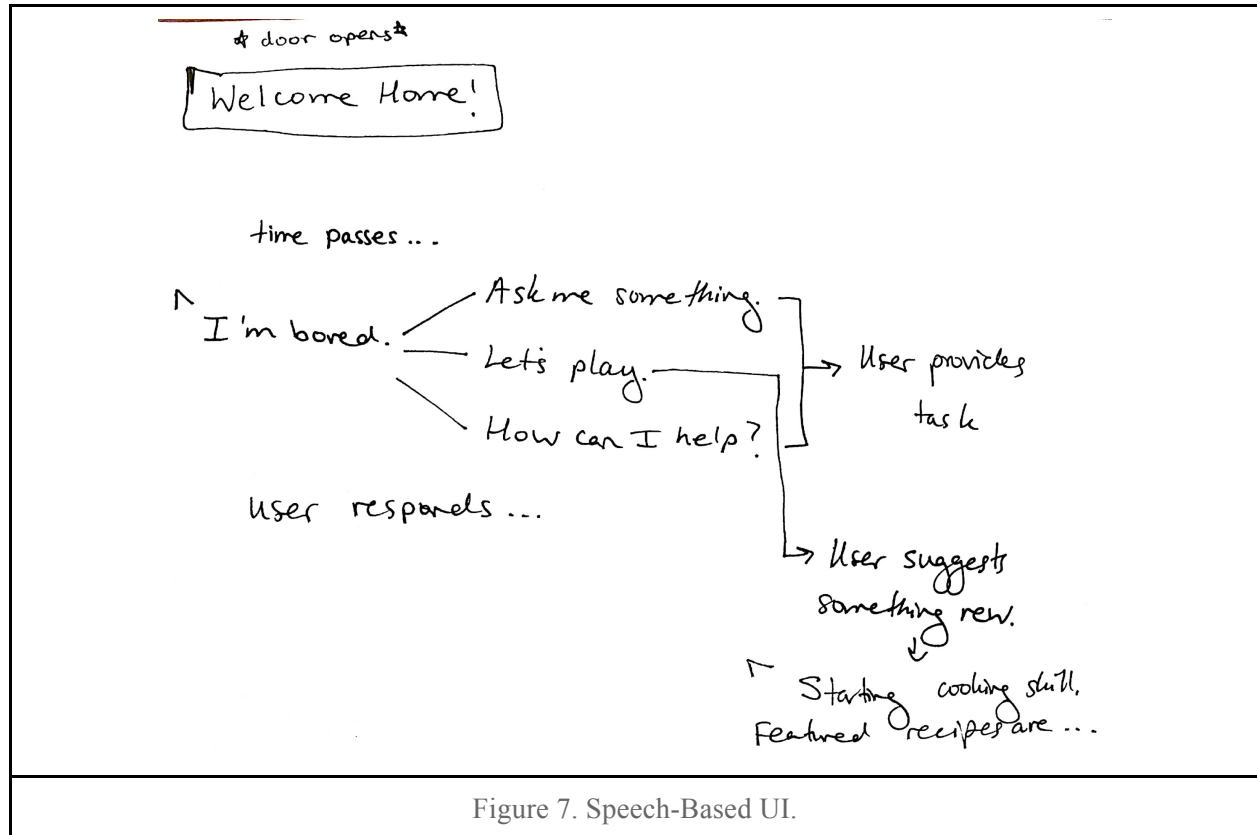 *door opens*
Welcome Home!
time passes...
I'm bored.
Ask me something.
Let's play.
How can I help?
User provides
task
user responds...
User suggests
something new.
Starting cooking skill.
Featured recipes are ...
Figure 7. Speech-Based UI.